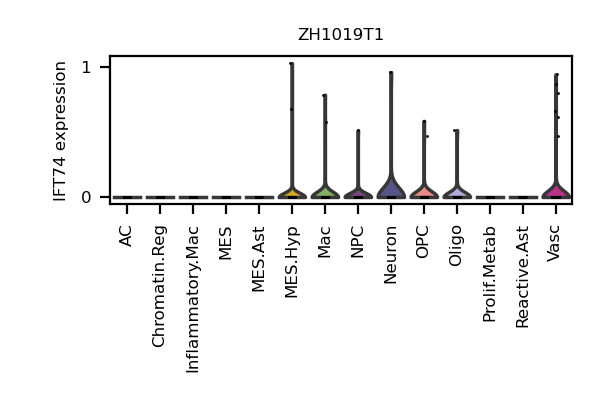 ZH1019T1
IFT74 expression
1
0
AC
Chromatin.Reg
Inflammatory.Mac
MES
MES.Ast
MES.Hyp
Mac
NPC
Neuron
OPC
Oligo
Prolif.Metab
Reactive.Ast
Vasc